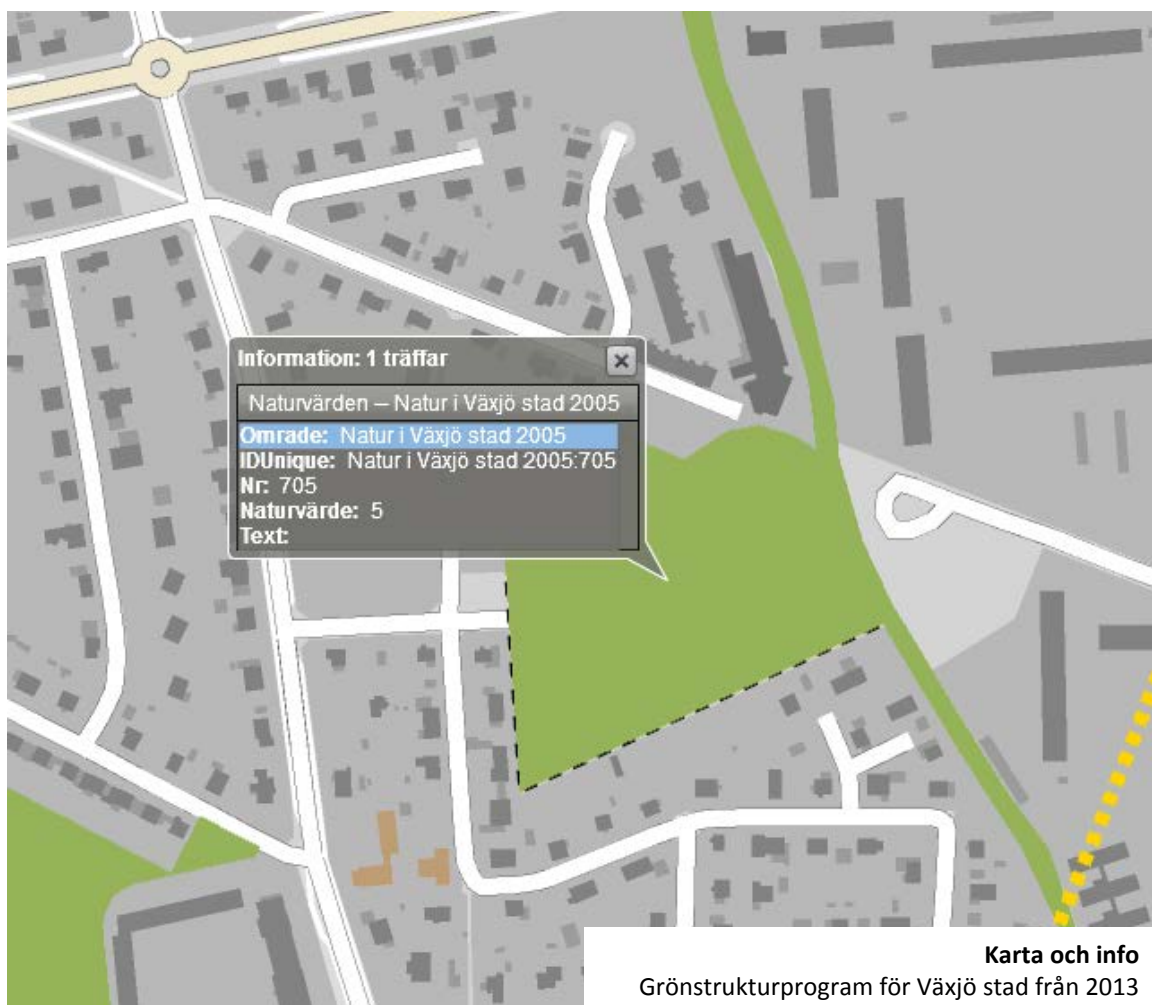 Information: 1 träffar
Naturvärden – Natur i Växjö stad 2005
Omrade: Natur i Växjö stad 2005
IDUnique: Natur i Växjö stad 2005:705
Nr: 705
Naturvärde: 5
Text:
Karta och info
Grönstrukturprogram för Växjö stad från 2013